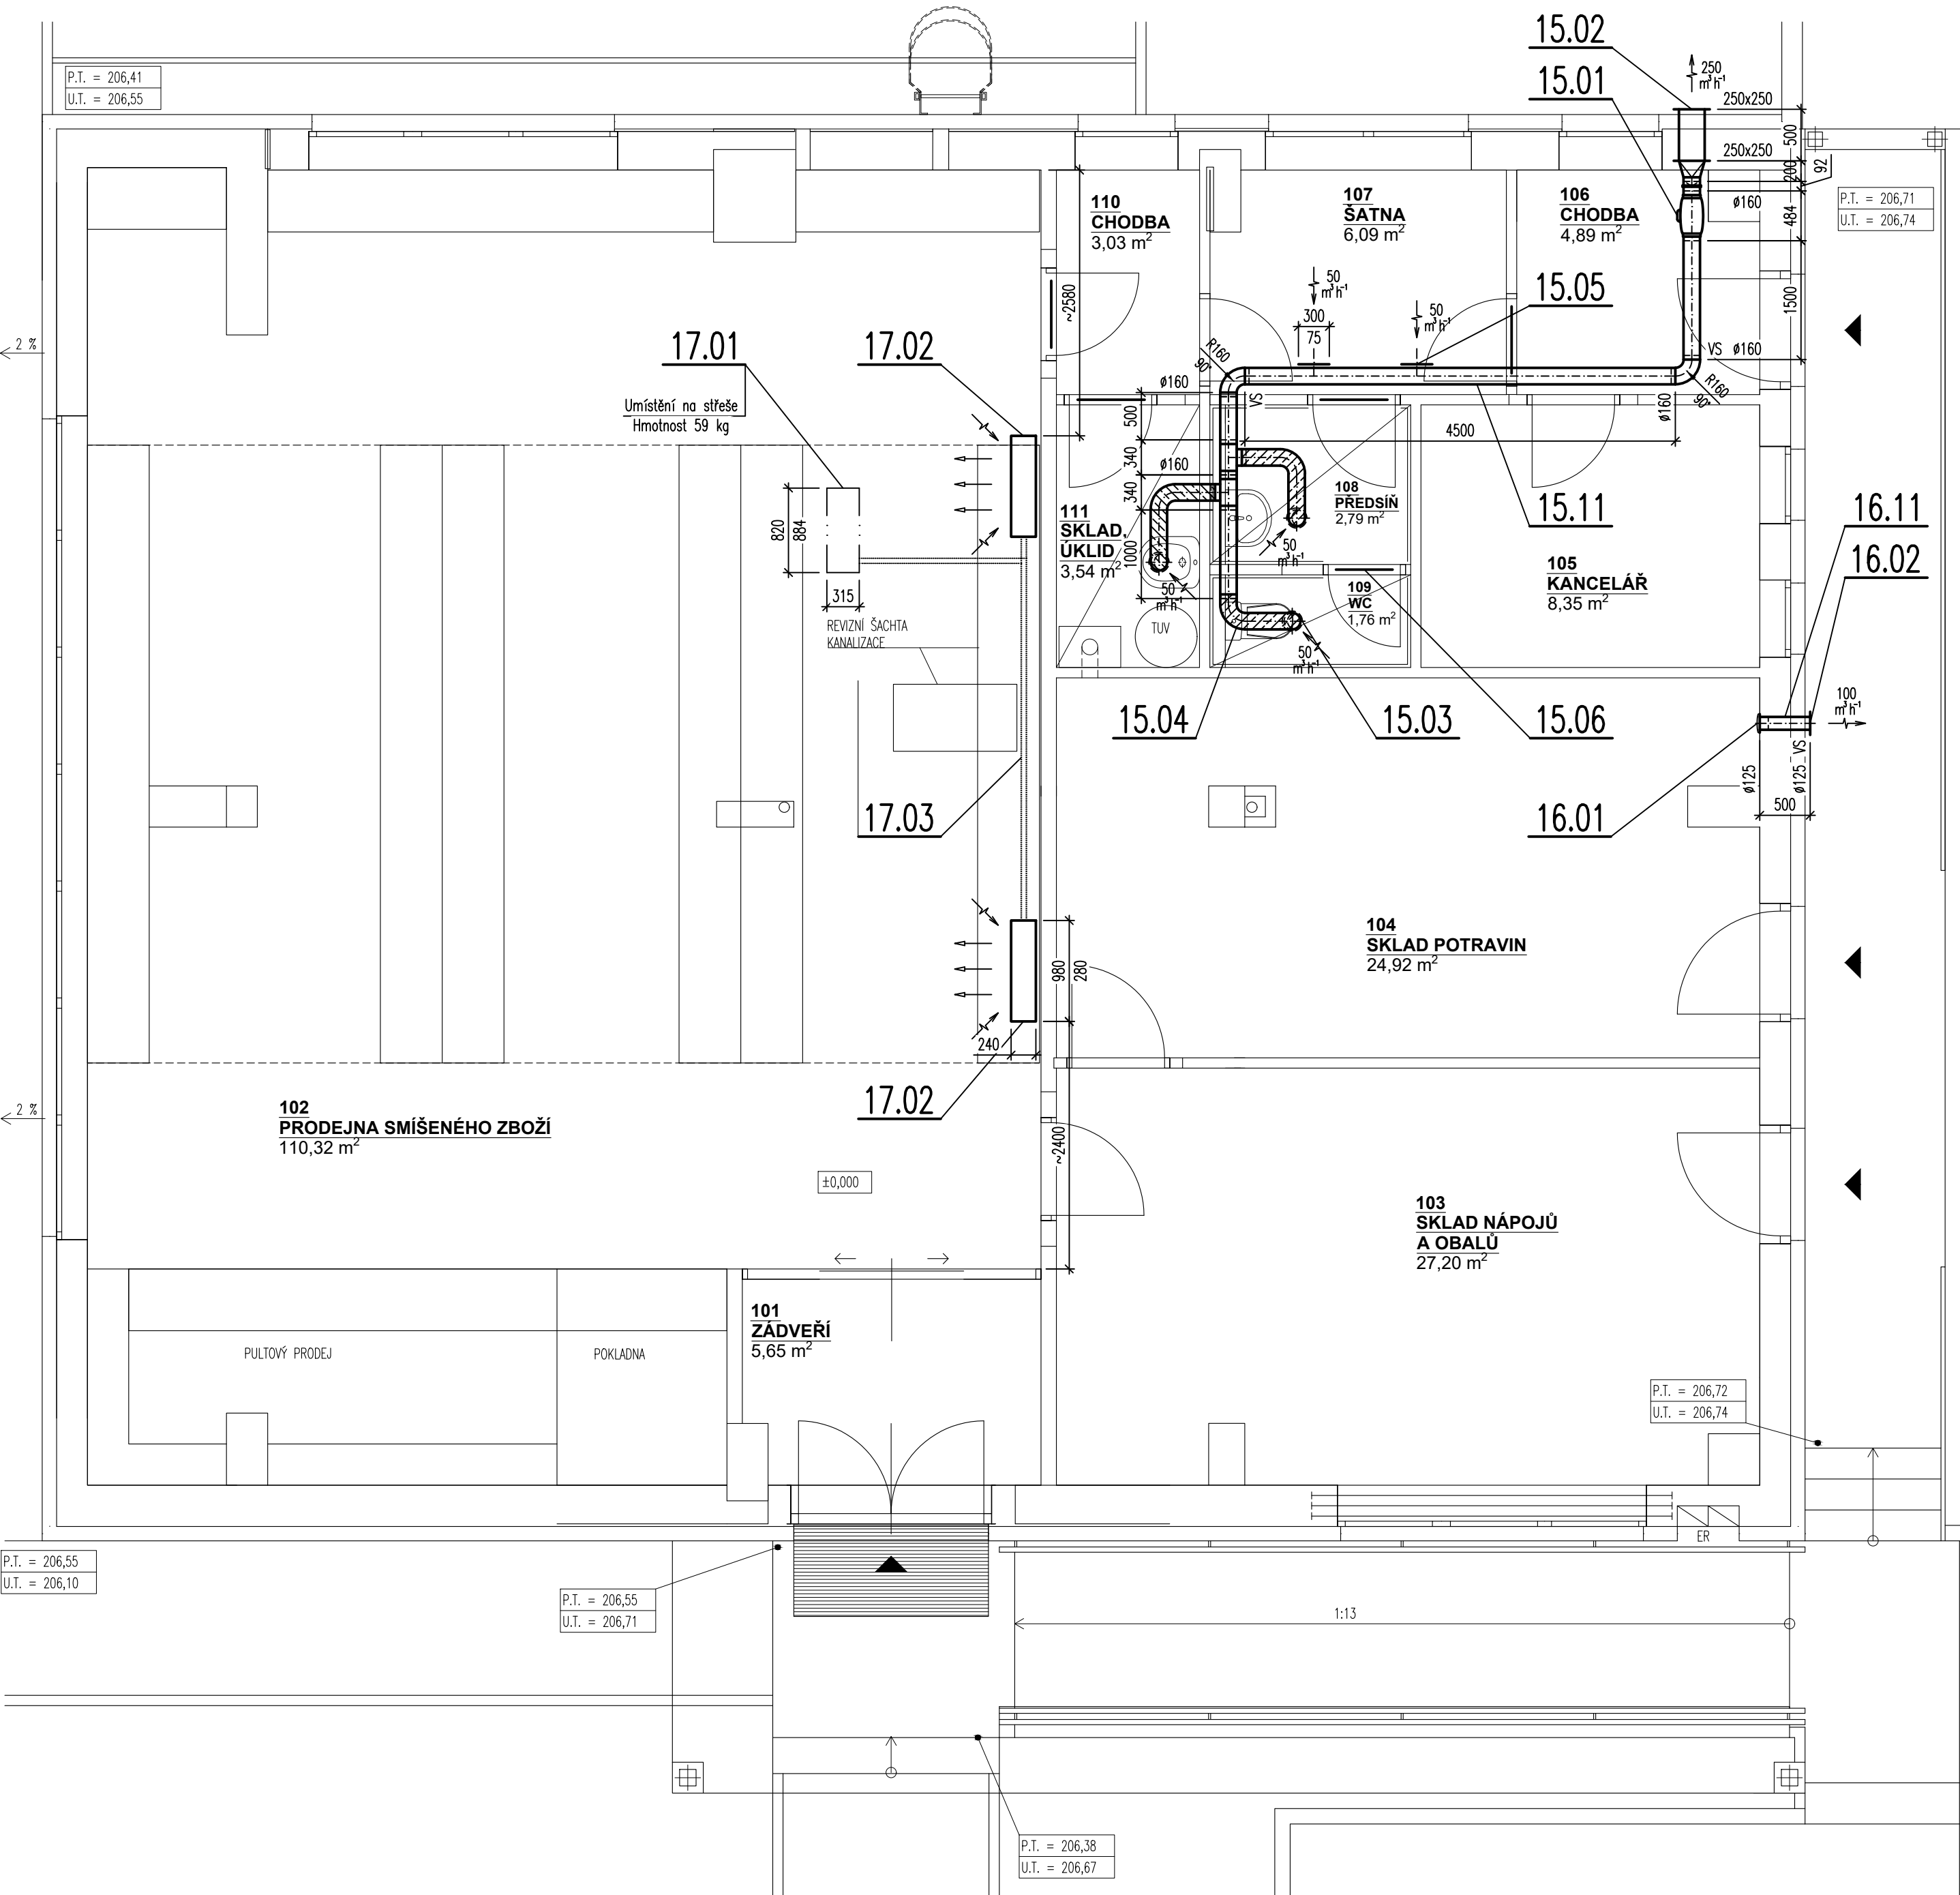 15.02
250
m³h⁻¹
15.01
250x250
P.T. = 206,41
U.T. = 206,55
500
250x250
200
92
110
CHODBA
3,03 m²
107
ŠATNA
6,09 m²
106
CHODBA
4,89 m²
ø160
484
P.T. = 206,71
U.T. = 206,74
50
m³h⁻¹
15.05
~2580
1500
300
75
50
m³h⁻¹
2 %
17.01
17.02
R160
90°
VS ø160
R160
90°
ø160
VS
ø160
Umístění na střeše
Hmotnost 59 kg
500
4500
340
ø160
340
108
PŘEDSÍŇ
2,79 m²
15.11
16.11
111
SKLAD,
ÚKLID
3,54 m²
820
884
1000
50
m³h⁻¹
16.02
105
KANCELÁŘ
8,35 m²
315
50
m³h⁻¹
109
WC
1,76 m²
REVIZNÍ ŠACHTA
KANALIZACE
TUV
50
m³h⁻¹
15.04
15.03
15.06
100
m³h⁻¹
ø125
ø125 VS
500
17.03
16.01
104
SKLAD POTRAVIN
24,92 m²
980
280
240
17.02
2 %
102
PRODEJNA SMÍŠENÉHO ZBOŽÍ
110,32 m²
~2400
±0,000
103
SKLAD NÁPOJŮ
A OBALŮ
27,20 m²
101
ZÁDVEŘÍ
5,65 m²
PULTOVÝ PRODEJ
POKLADNA
P.T. = 206,72
U.T. = 206,74
ER
P.T. = 206,55
U.T. = 206,10
P.T. = 206,55
U.T. = 206,71
1:13
P.T. = 206,38
U.T. = 206,67